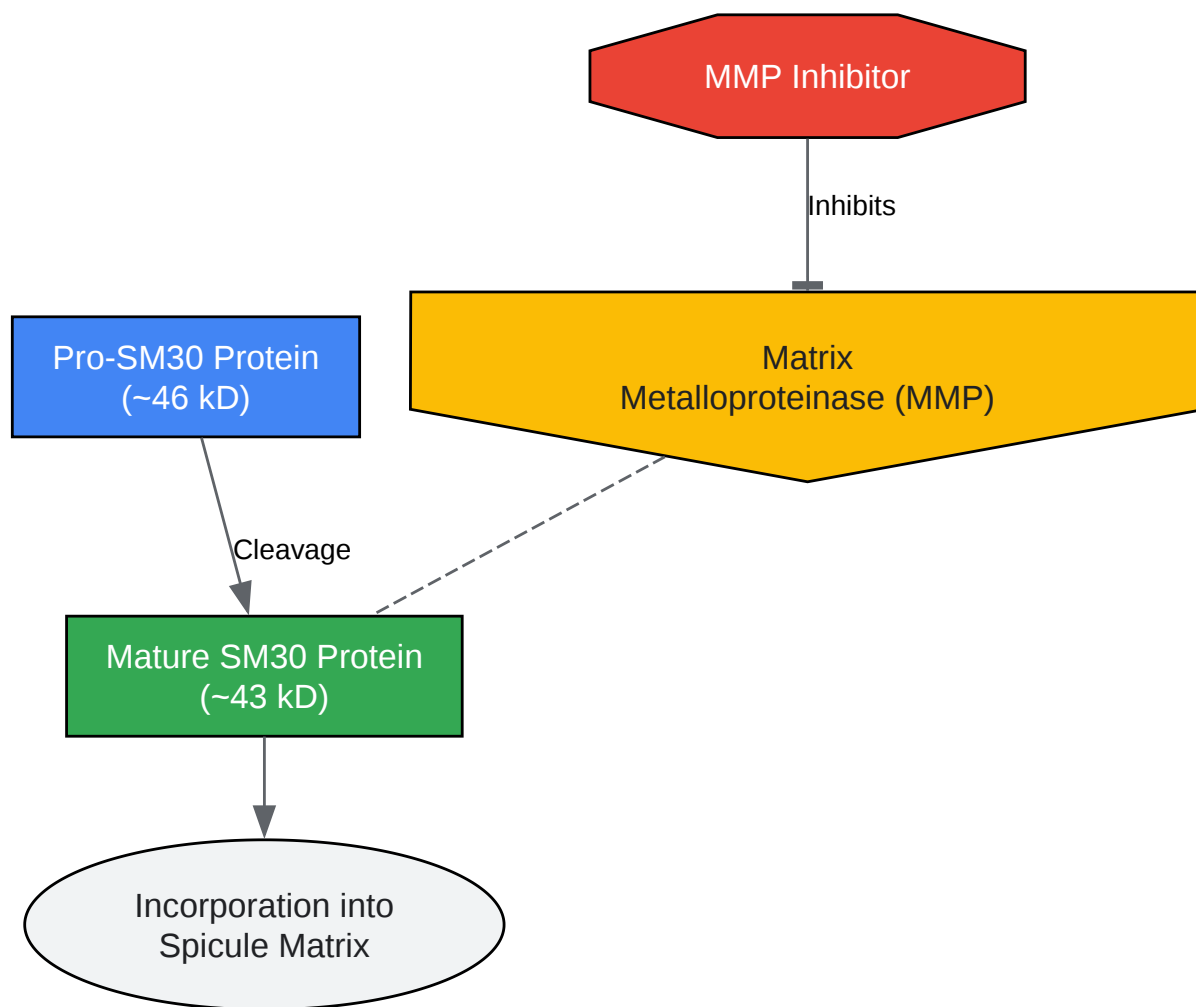 MMP Inhibitor
Inhibits
Pro-SM30 Protein
(~46 kD)
Matrix
Metalloproteinase (MMP)
Cleavage
Mature SM30 Protein
(~43 kD)
Incorporation into
Spicule Matrix